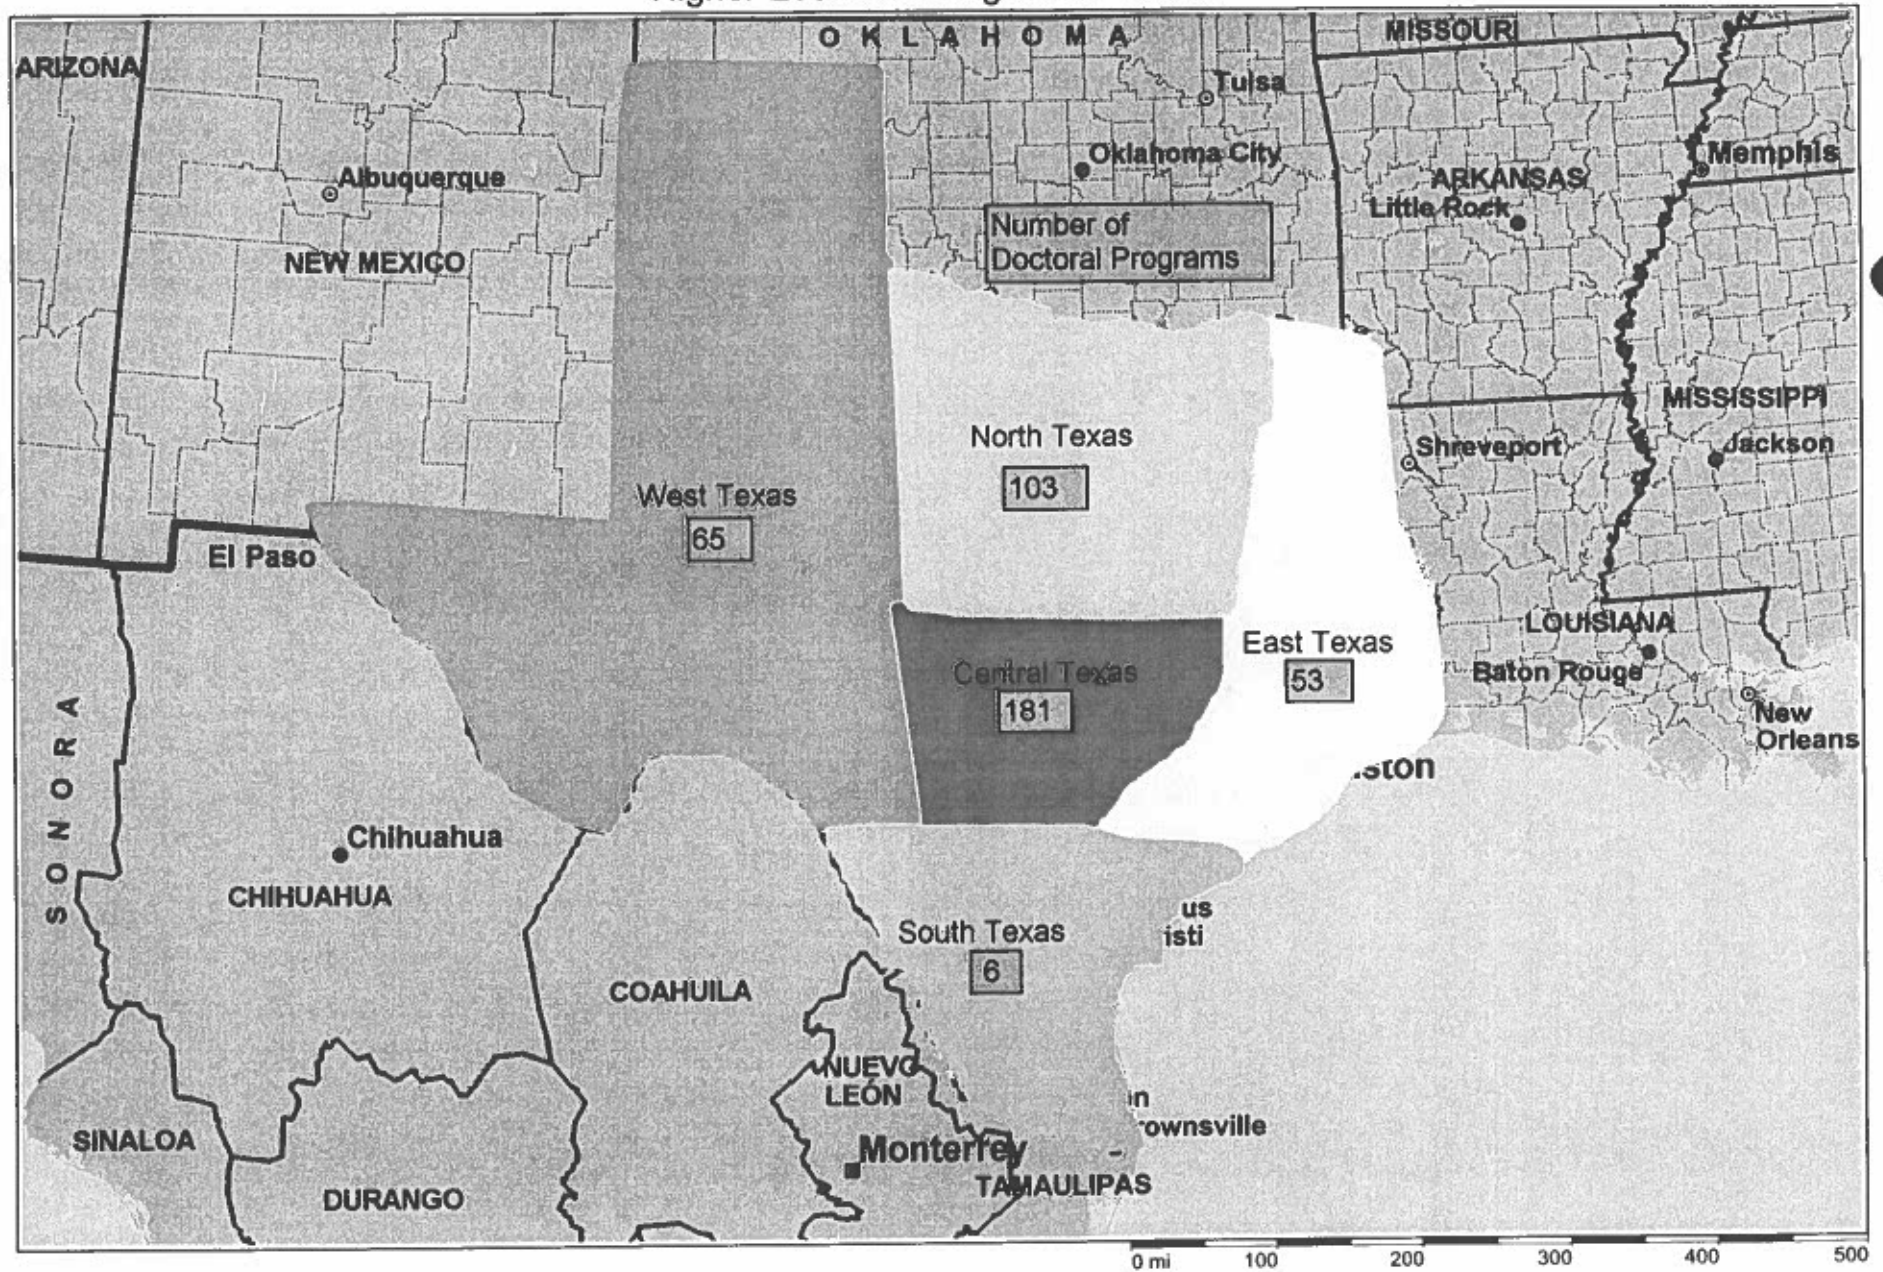 OKLAHOMA
MISSOURI
ARIZONA
Tulsa
Oklahoma City
Memphis
Albuquerque
ARKANSAS
Little Rock
Number of
Doctoral Programs
NEW MEXICO
MISSISSIPPI
North Texas
Shreveport
Jackson
103
West Texas
65
El Paso
LOUISIANA
East Texas
Baton Rouge
53
Central Texas
181
New
Orleans
SONORA
ston
Chihuahua
CHIHUAHUA
us
isti
South Texas
6
COAHUILA
NUEVO
LEÓN
n
rownsville
SINALOA
Monterrey
TAMAULIPAS
DURANGO
0 mi 100 200 300 400 500